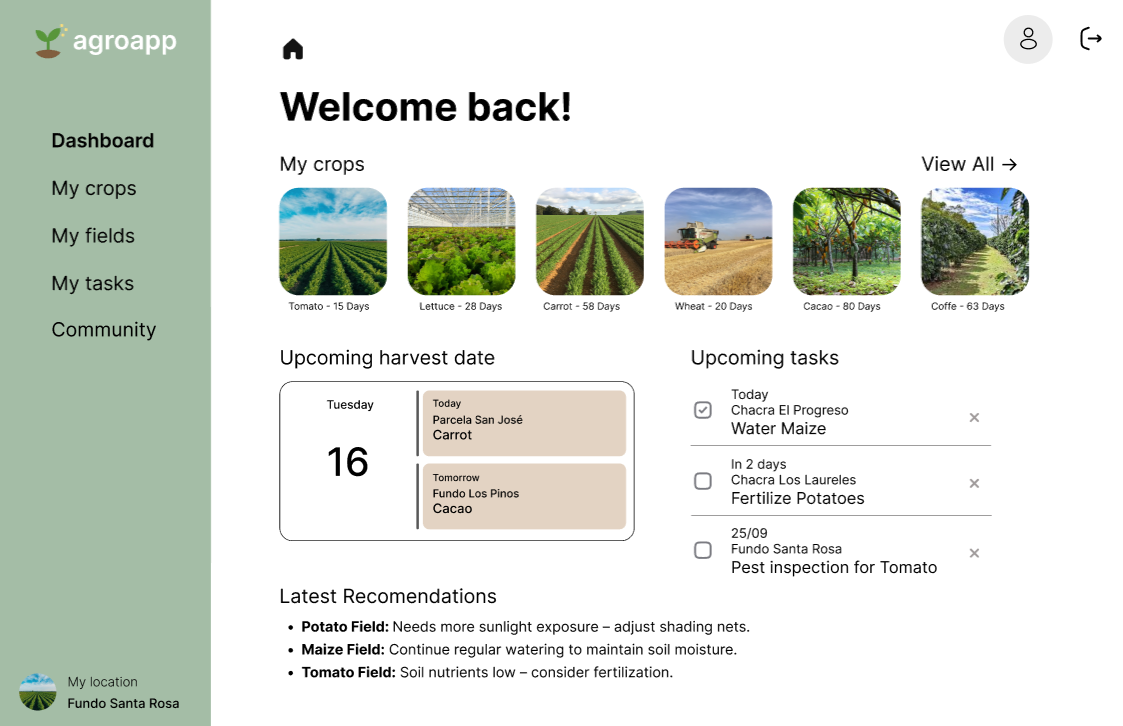 agroapp
Dashboard
My crops
My fields
My tasks
Community
My location
Fundo Santa Rosa
Welcome back!
My crops
View All →
Tomato - 15 Days
Lettuce - 28 Days
Carrot - 58 Days
Wheat - 20 Days
Cacao - 80 Days
Coffe - 63 Days
Upcoming harvest date
Tuesday
16
Today
Parcela San José
Carrot
Tomorrow
Fundo Los Pinos
Cacao
Upcoming tasks
Today
Chacra El Progreso
Water Maize
In 2 days
Chacra Los Laureles
Fertilize Potatoes
25/09
Fundo Santa Rosa
Pest inspection for Tomato
Latest Recomendations
• Potato Field: Needs more sunlight exposure – adjust shading nets.
• Maize Field: Continue regular watering to maintain soil moisture.
• Tomato Field: Soil nutrients low – consider fertilization.